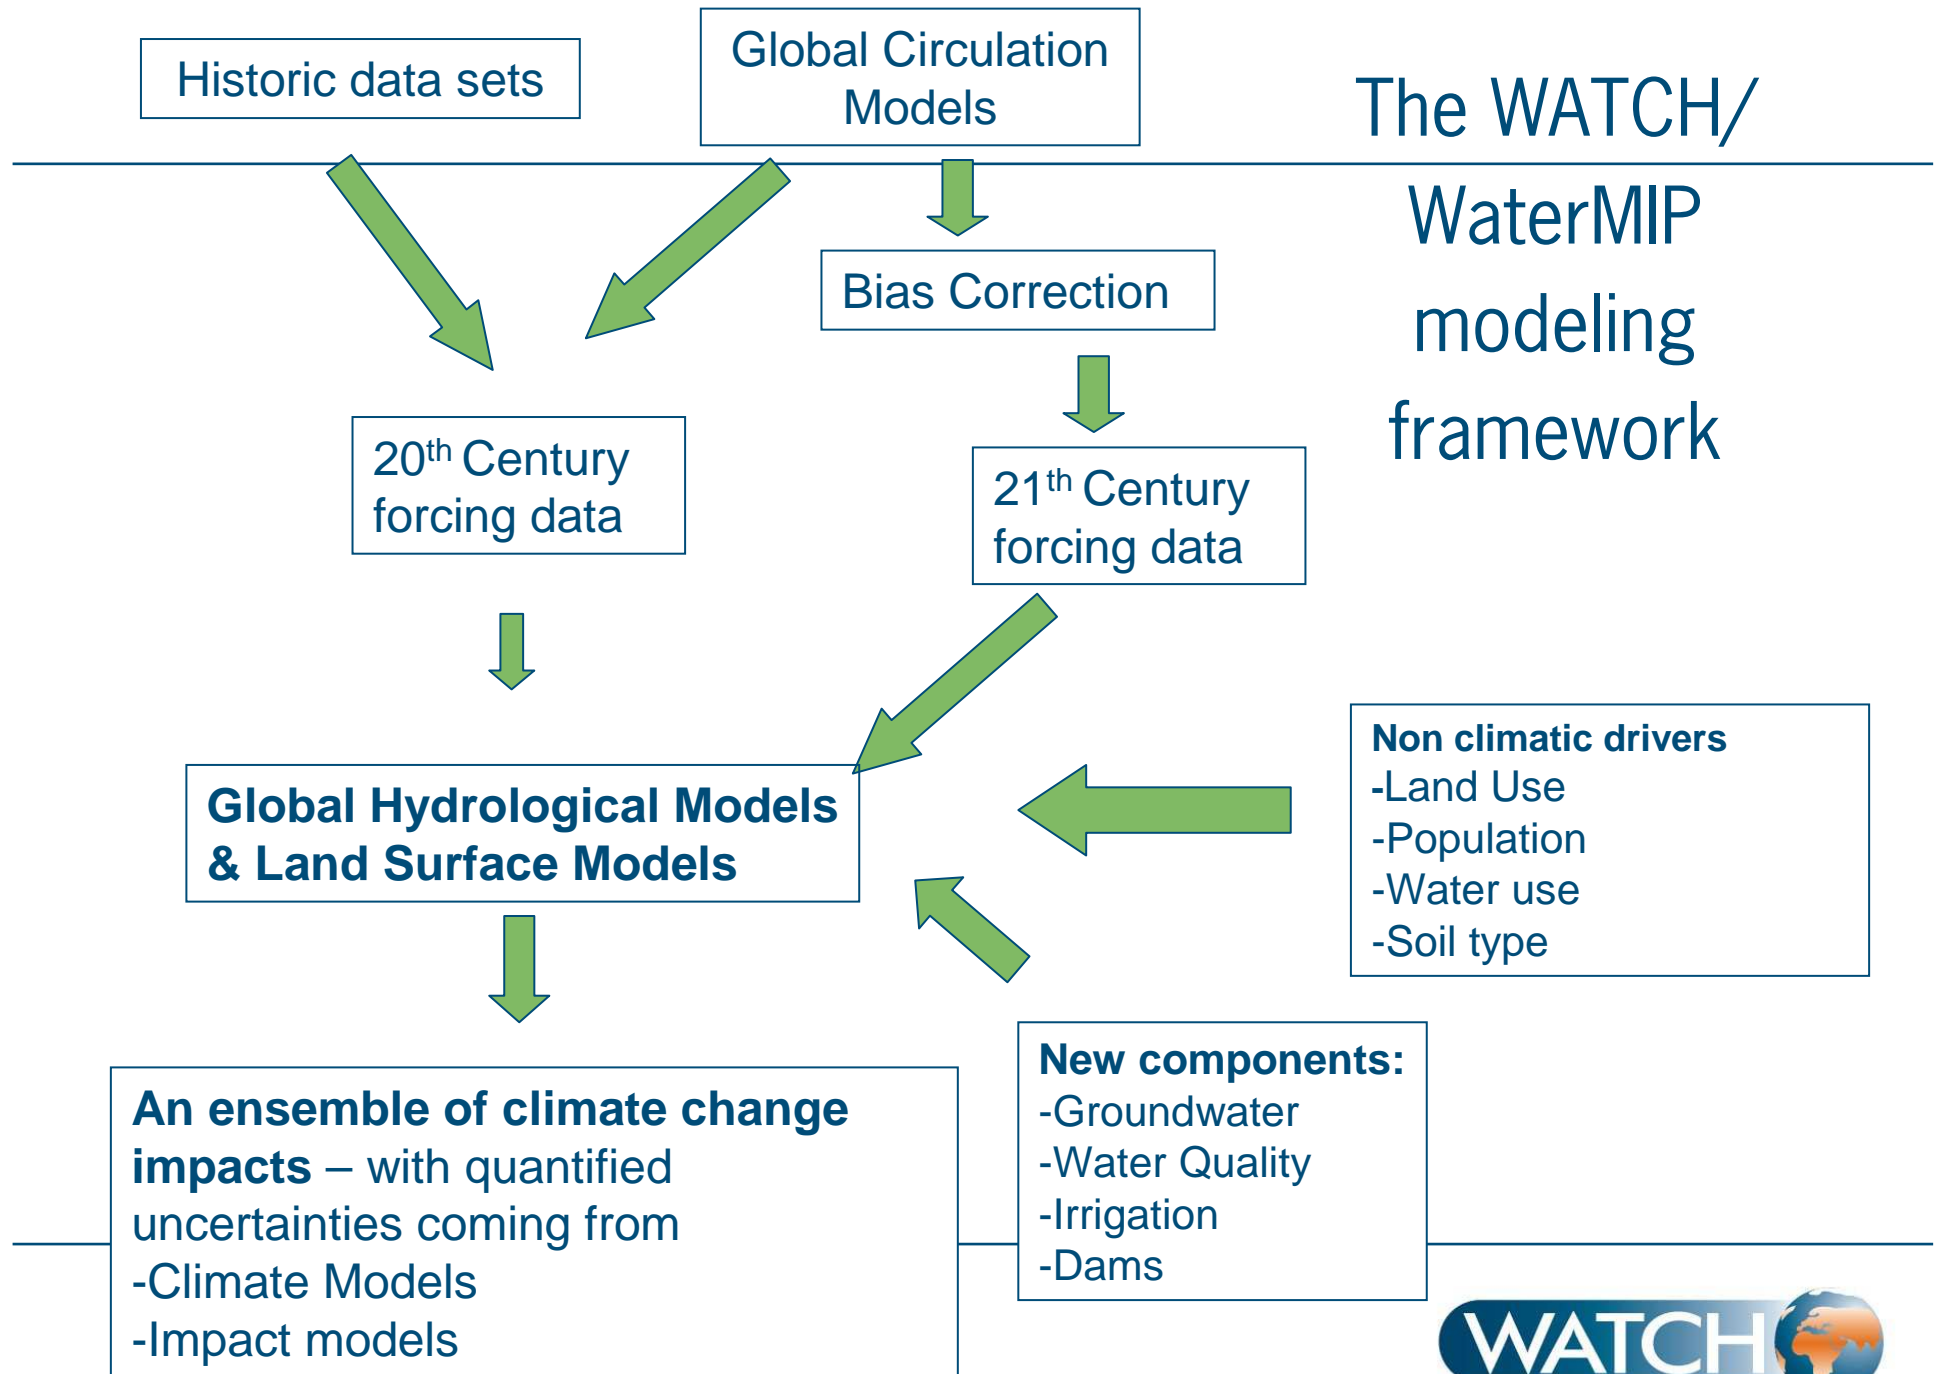 Historic data sets
Global Circulation
Models
The WATCH/
WaterMIP
modeling
framework
Bias Correction
20th Century
forcing data
21th Century
forcing data
Global Hydrological Models
& Land Surface Models
Non climatic drivers
-Land Use
-Population
-Water use
-Soil type
An ensemble of climate change
impacts – with quantified
uncertainties coming from
-Climate Models
-Impact models
New components:
-Groundwater
-Water Quality
-Irrigation
-Dams
WATCH